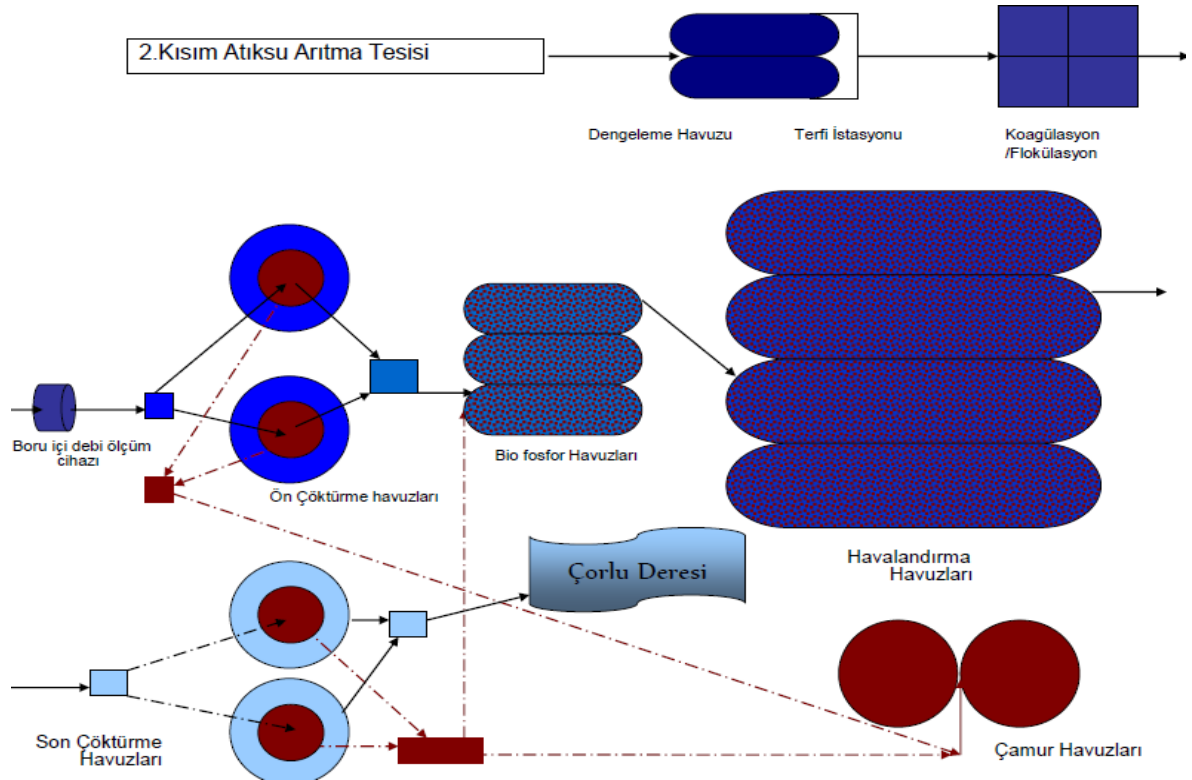 2.Kısım Atıksu Arıtma Tesisi
Dengeleme Havuzu
Terfi İstasyonu
Koagülasyon
/Flokülasyon
Boru içi debi ölçüm
cihazı
Ön Çöktürme havuzları
Bio fosfor Havuzları
Havalandırma
Havuzları
Çorlu Deresi
Son Çöktürme
Havuzları
Çamur Havuzları